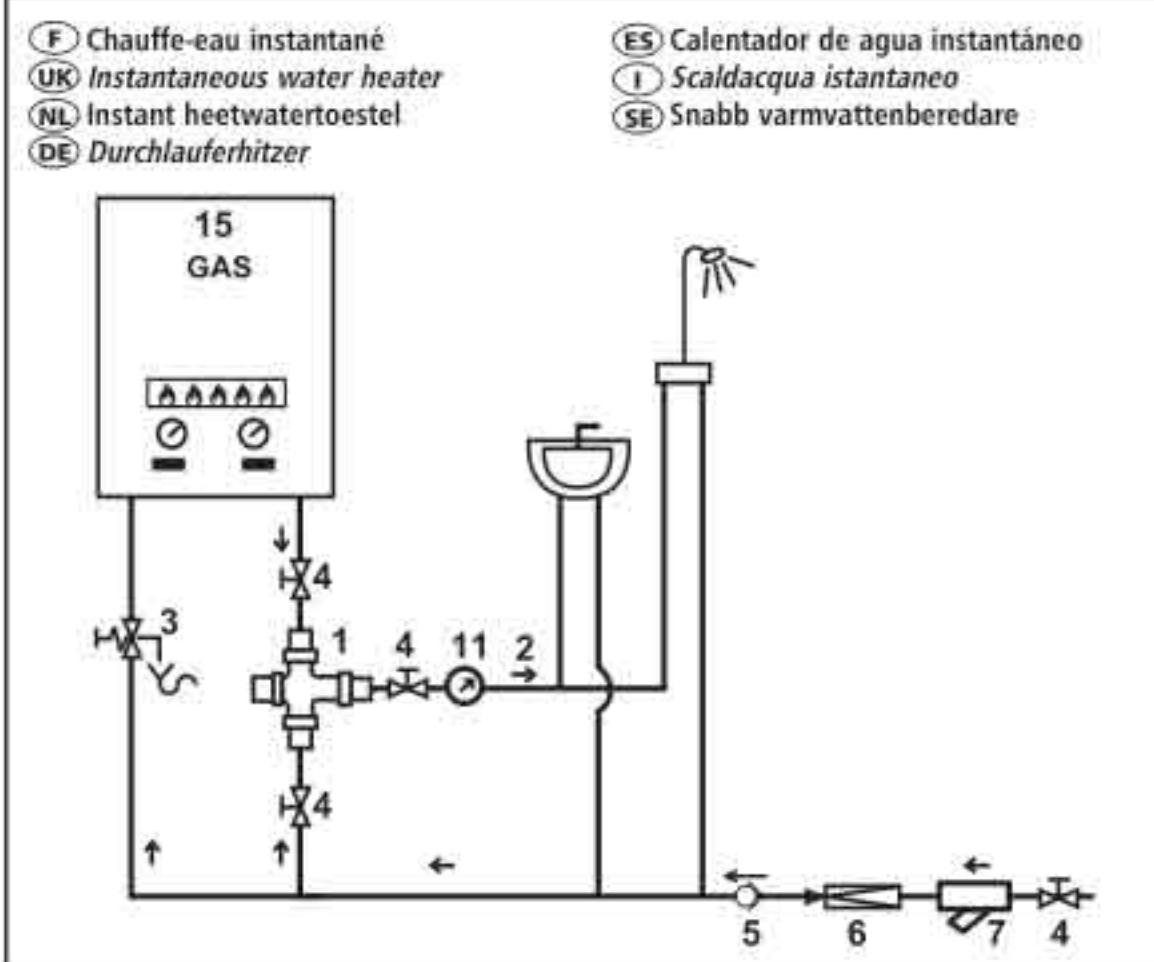 F Chauffe-eau instantané
UK Instantaneous water heater
NL Instant heetwatertoestel
DE Durchlauferhitzer
ES Calentador de agua instantáneo
I Scaldacqua istantaneo
SE Snabb varmvattenberedare
15
GAS
4
3
1
4
11
2
4
5
6
7
4